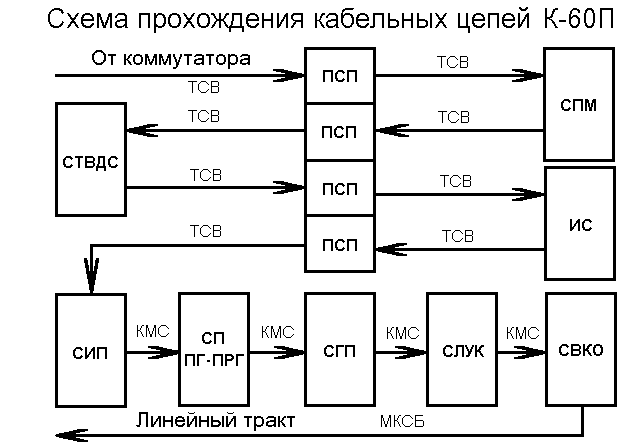 Схема прохождения кабельных цепей К-60П
От коммутатора
ТСВ
ПСП
ТСВ
СПМ
СТВДС
ТСВ
ПСП
ТСВ
ТСВ
ПСП
ТСВ
ИС
ТСВ
ПСП
ТСВ
СИП
КМС
СП
ПГ-ПРГ
КМС
СГП
КМС
СЛУК
КМС
СВКО
Линейный тракт
МКСБ